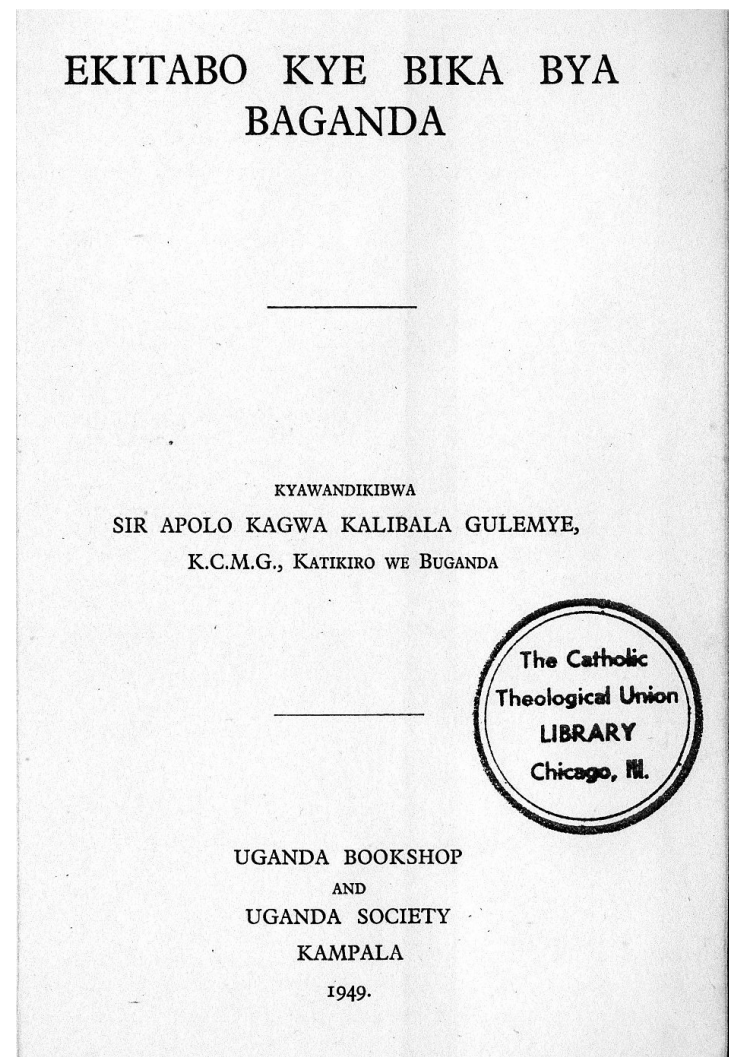 EKITABO KYE BIKA BYA
BAGANDA
KYAWANDIKIBWA
SIR APOLO KAGWA KALIBALA GULEMYE,
K.C.M.G., KATIKIRO WE BUGANDA
The Catholic
Theological Union
LIBRARY
Chicago, Ill.
UGANDA BOOKSHOP
AND
UGANDA SOCIETY
KAMPALA
1949.